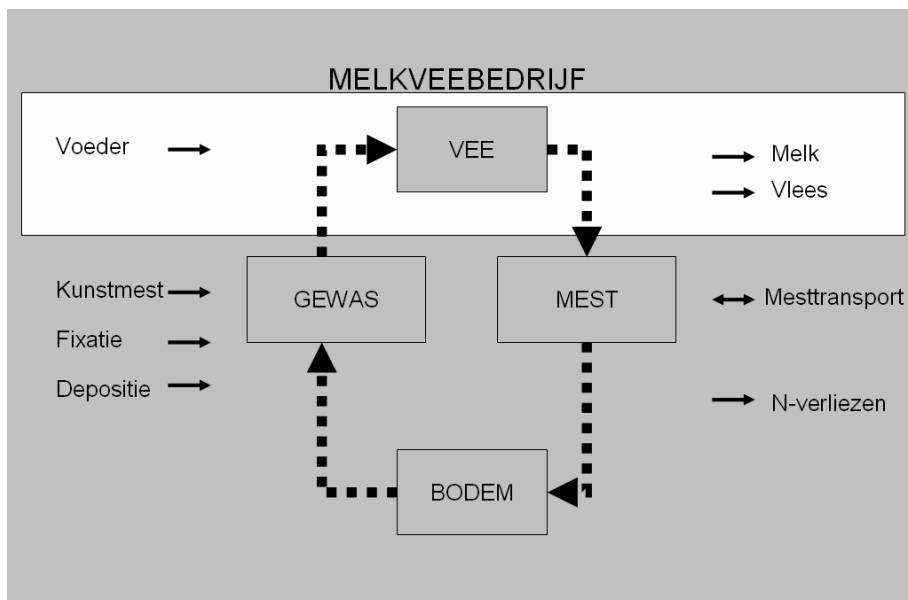 MELKVEEBEDRIJF
Voeder
VEE
Melk
Vlees
Kunstmest
GEWAS
MEST
Mesttransport
Fixatie
Depositie
N-verliezen
BODEM